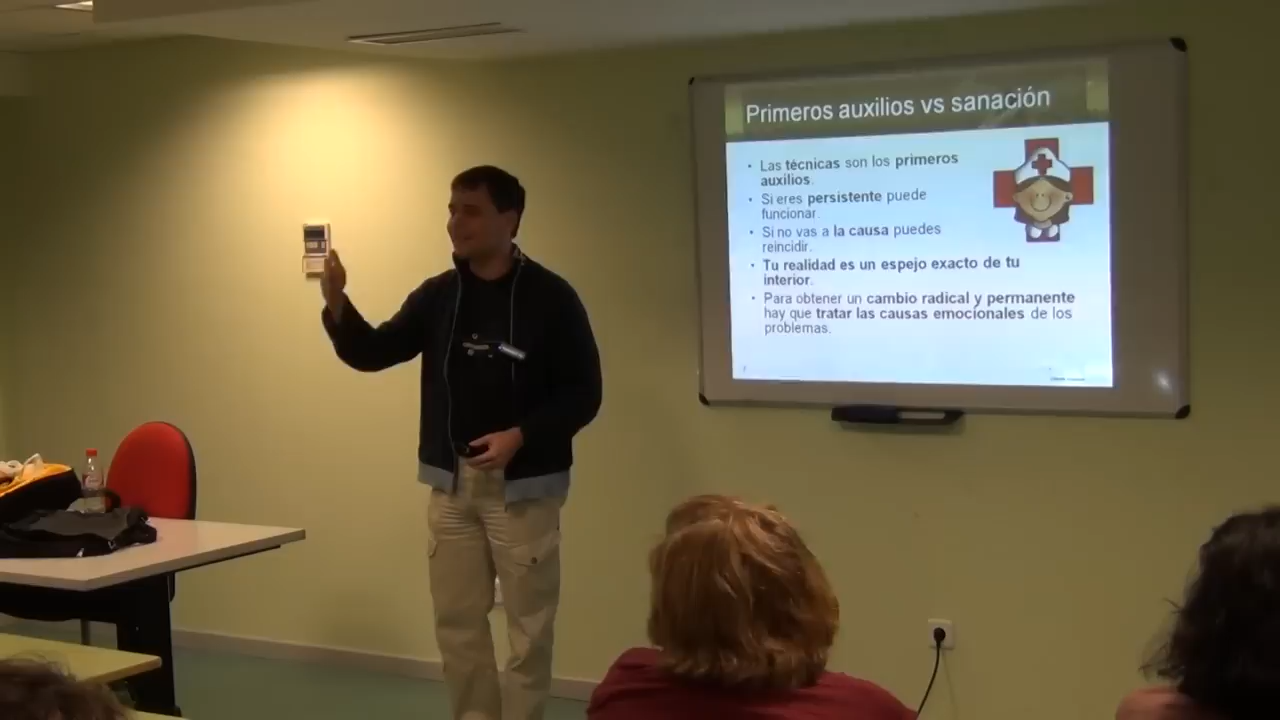 Primeros auxilios vs sanación
• Las técnicas son los primeros
auxilios.
• Si eres persistente puede
funcionar.
• Si no vas a la causa puedes
reincidir.
• Tu realidad es un espejo exacto de tu
interior.
• Para obtener un cambio radical y permanente
hay que tratar las causas emocionales de los
problemas.